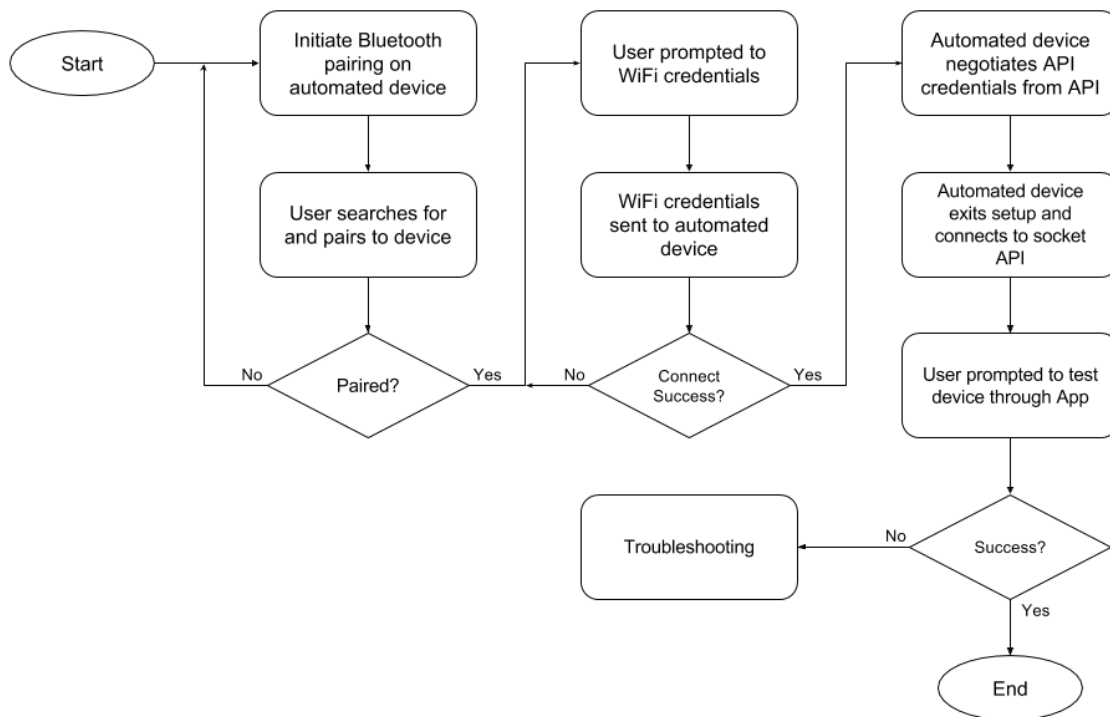 Start
Initiate Bluetooth
pairing on
automated device
User searches for
and pairs to device
Paired?
No
Yes
User prompted to
WiFi credentials
WiFi credentials
sent to automated
device
Connect
Success?
No
Yes
Automated device
negotiates API
credentials from API
Automated device
exits setup and
connects to socket
API
User prompted to test
device through App
Success?
No
Yes
Troubleshooting
End